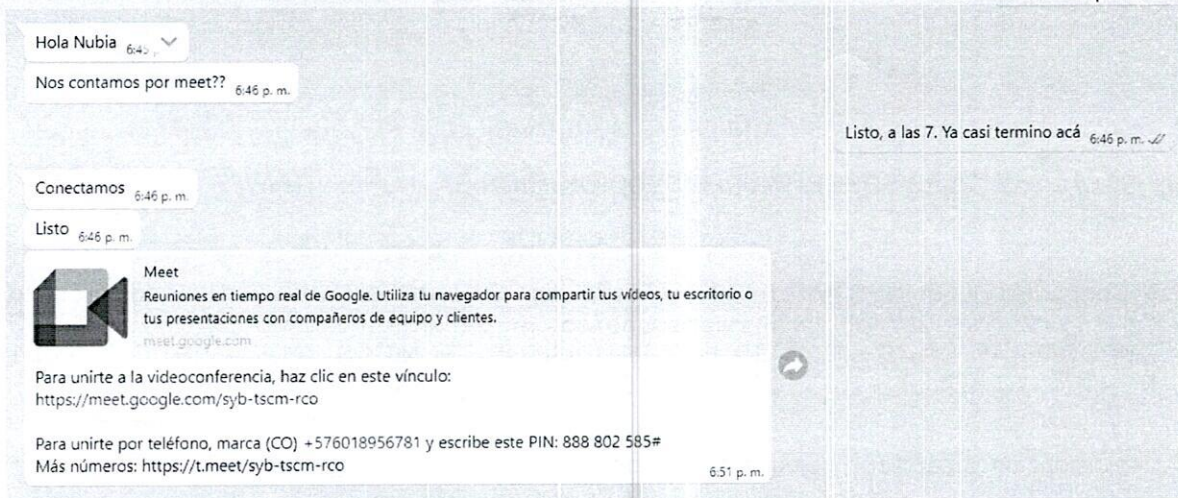 Hola Nubia
Nos contamos por meet?? 6:46 p. m.
Listo, a las 7. Ya casi termino acá 6:46 p. m.
Conectamos 6:46 p. m.
Listo 6:46 p. m.
Meet
Reuniones en tiempo real de Google. Utiliza tu navegador para compartir tus vídeos, tu escritorio o
tus presentaciones con compañeros de equipo y clientes.
meet.google.com
Para unirte a la videoconferencia, haz clic en este vínculo:
https://meet.google.com/syb-tscm-rco
Para unirte por teléfono, marca (CO) +576018956781 y escribe este PIN: 888 802 585#
Más números: https://t.meet/syb-tscm-rco
6:51 p. m.